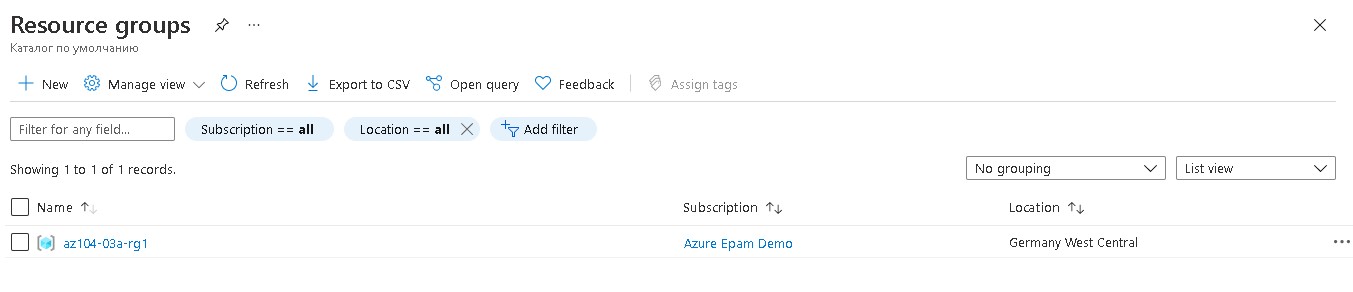 Resource groups
Каталог по умолчанию
New Manage view Refresh Export to CSV Open query Feedback Assign tags
Filter for any field... Subscription == all Location == all Add filter
Showing 1 to 1 of 1 records. No grouping List view
Name Subscription Location
az104-03a-rg1 Azure Epam Demo Germany West Central